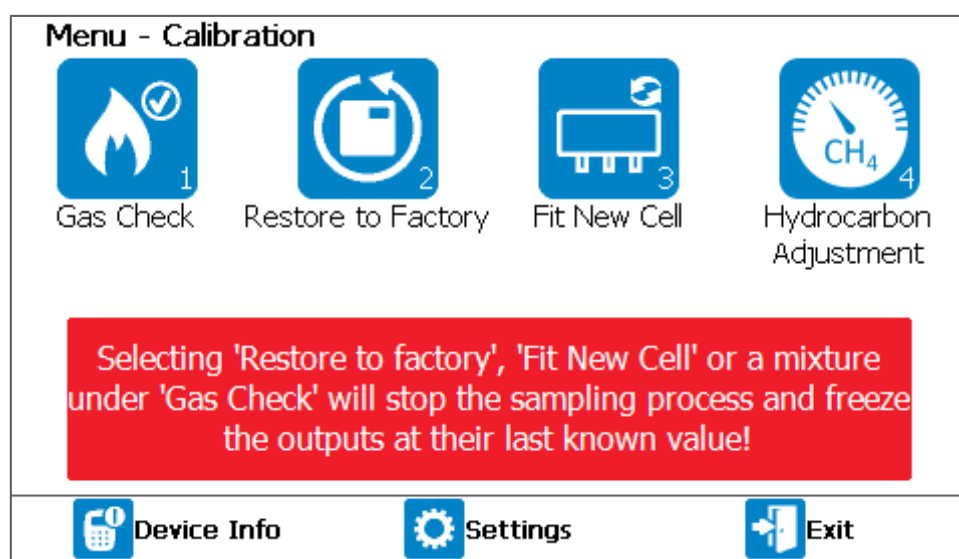 Menu - Calibration
1
2
3
CH4
4
Gas Check
Restore to Factory
Fit New Cell
Hydrocarbon
Adjustment
Selecting 'Restore to factory', 'Fit New Cell' or a mixture
under 'Gas Check' will stop the sampling process and freeze
the outputs at their last known value!
Device Info
Settings
Exit